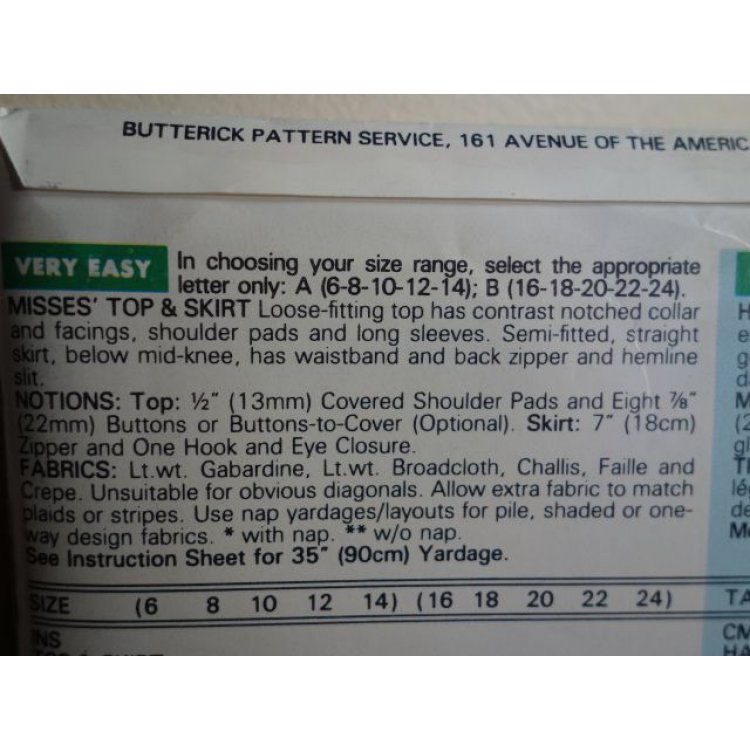 BUTTERICK PATTERN SERVICE, 161 AVENUE OF THE AMERIC
VERY EASY
In choosing your size range, select the appropriate
letter only: A (6-8-10-12-14); B (16-18-20-22-24).
MISSES' TOP & SKIRT Loose-fitting top has contrast notched collar
and facings, shoulder pads and long sleeves. Semi-fitted, straight
skirt, below mid-knee, has waistband and back zipper and hemline
slit.
NOTIONS: Top: ½" (13mm) Covered Shoulder Pads and Eight ⅞"
(22mm) Buttons or Buttons-to-Cover (Optional). Skirt: 7" (18cm)
Zipper and One Hook and Eye Closure.
FABRICS: Lt.wt. Gabardine, Lt.wt. Broadcloth, Challis, Faille and
Crepe. Unsuitable for obvious diagonals. Allow extra fabric to match
plaids or stripes. Use nap yardages/layouts for pile, shaded or one-
way design fabrics. * with nap. ** w/o nap.
See Instruction Sheet for 35" (90cm) Yardage.
SIZE (6 8 10 12 14) (16 18 20 22 24)
INS
H
e
g
d
M
(2
gi
lé
de
TA
CM